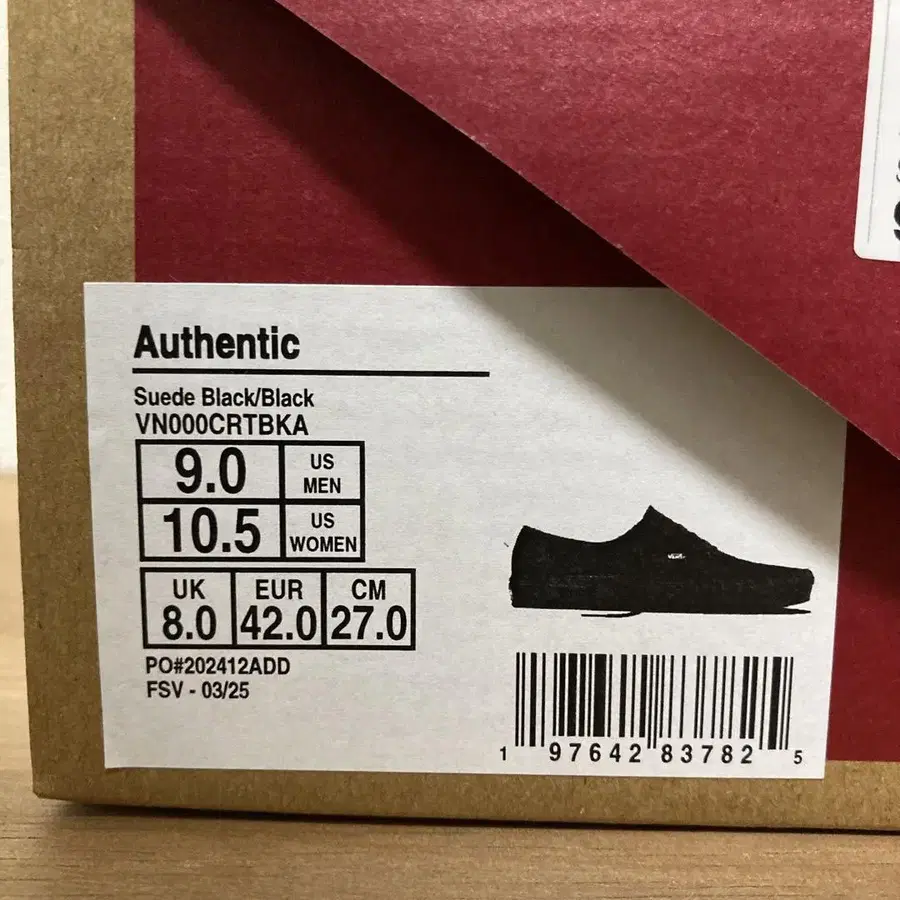 Authentic
Suede Black/Black
VN000CRTBKA
9.0 US MEN
10.5 US WOMEN
UK EUR CM
8.0 42.0 27.0
PO#202412ADD
FSV - 03/25
1 97642 83782 5